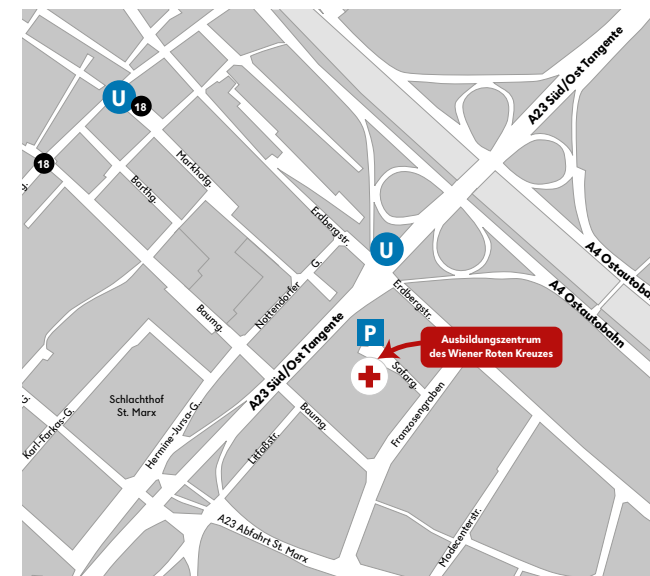 A23 Süd/Ost Tangente
U
18
18
Markhofg.
Barthg.
Erdbergstr.
U
G.
Nottendorfer
A4 Ostautobahn
A4 Ostautobahn
Erdbergstr.
Baumg.
P
Ausbildungszentrum
des Wiener Roten Kreuzes
A23 Süd/Ost Tangente
Safarg.
Schlachthof
St. Marx
G.
Karl-Farkas-G.
Hermine-Jursa-G.
Baumg.
Franzosengraben
Litfaßstr.
A23 Abfahrt St. Marx
Modecenterstr.